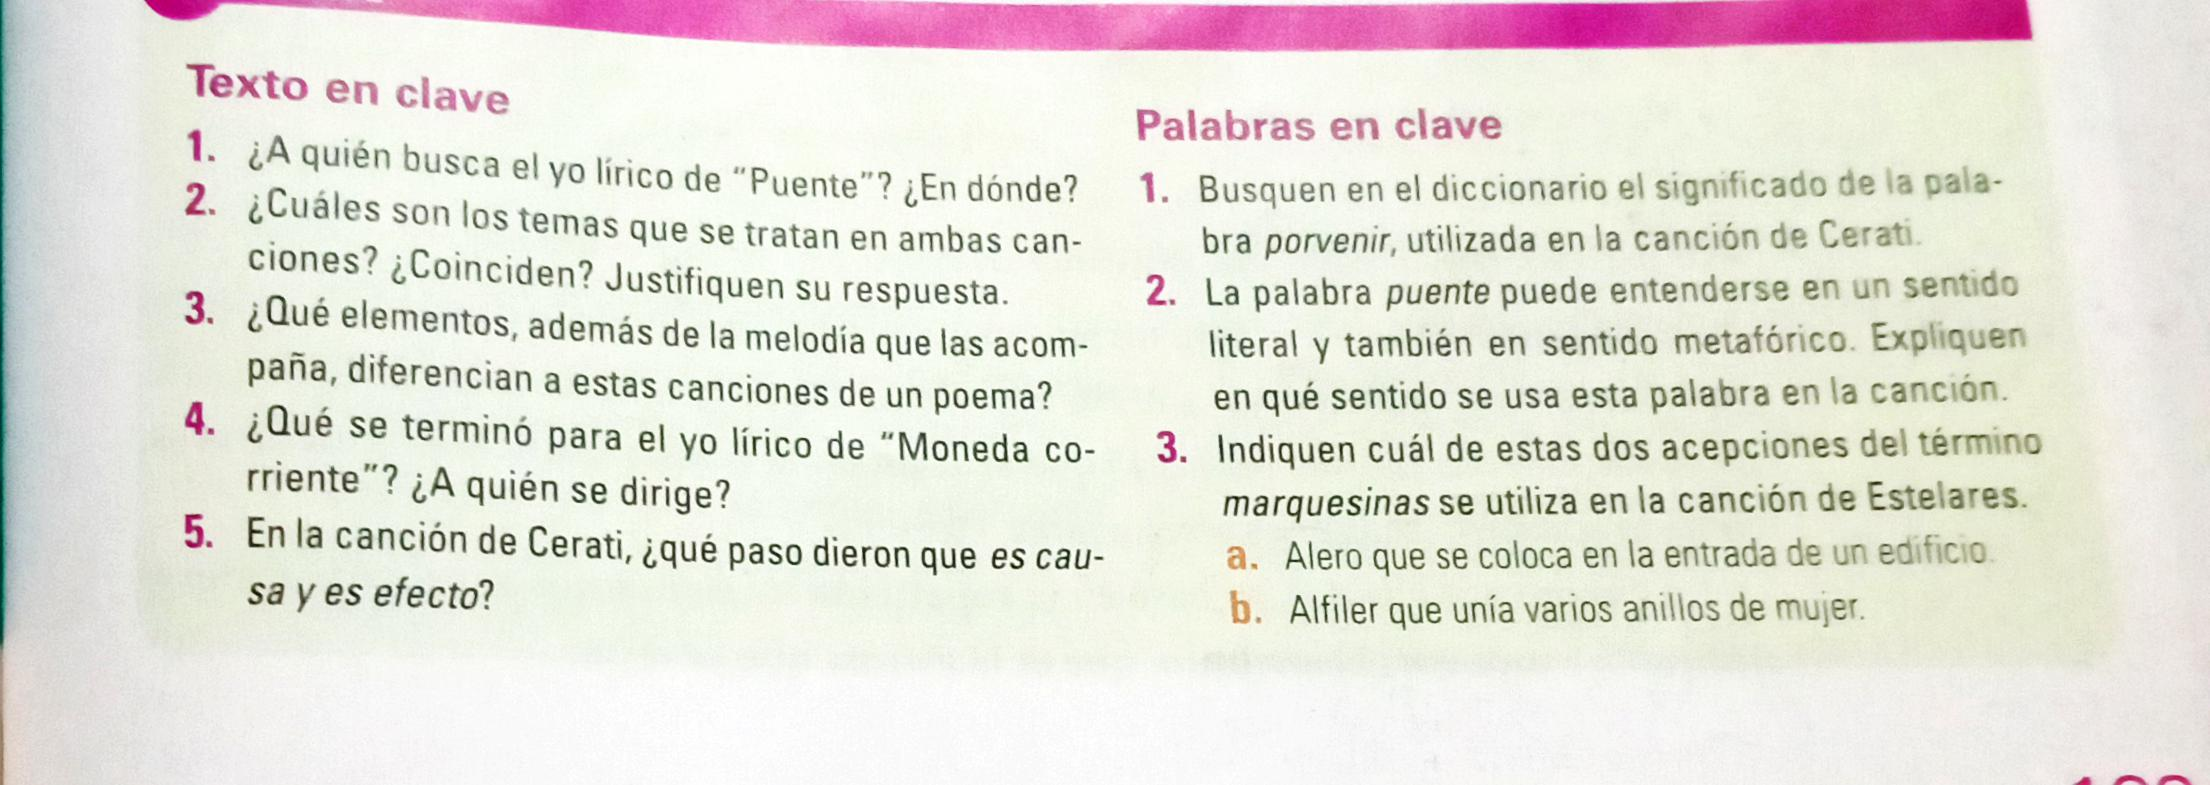 Texto en clave
1. ¿A quién busca el yo lírico de “Puente”? ¿En dónde?
2. ¿Cuáles son los temas que se tratan en ambas can-
ciones? ¿Coinciden? Justifiquen su respuesta.
3. ¿Qué elementos, además de la melodía que las acom-
paña, diferencian a estas canciones de un poema?
4. ¿Qué se terminó para el yo lírico de “Moneda co-
rriente”? ¿A quién se dirige?
5. En la canción de Cerati, ¿qué paso dieron que es cau-
sa y es efecto?
Palabras en clave
1. Busquen en el diccionario el significado de la pala-
bra porvenir, utilizada en la canción de Cerati.
2. La palabra puente puede entenderse en un sentido
literal y también en sentido metafórico. Expliquen
en qué sentido se usa esta palabra en la canción.
3. Indiquen cuál de estas dos acepciones del término
marquesinas se utiliza en la canción de Estelares.
a. Alero que se coloca en la entrada de un edificio.
b. Alfiler que unía varios anillos de mujer.